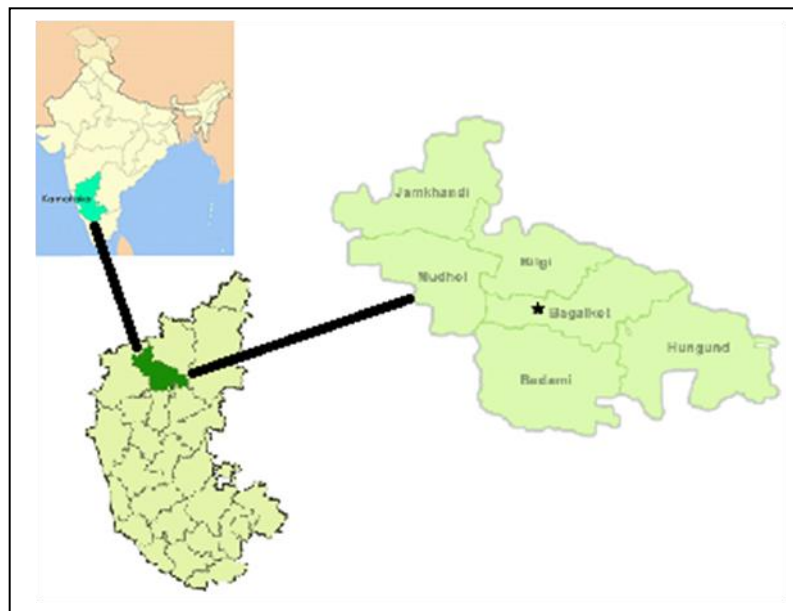 Karnataka
Jamkhandi
Bilgi
Mudhol
Bagalkot
Hungund
Badami